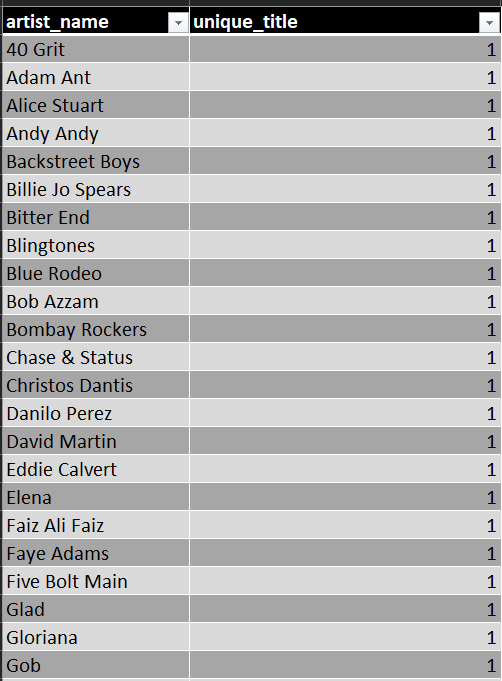 artist_name unique_title
40 Grit 1
Adam Ant 1
Alice Stuart 1
Andy Andy 1
Backstreet Boys 1
Billie Jo Spears 1
Bitter End 1
Blingtones 1
Blue Rodeo 1
Bob Azzam 1
Bombay Rockers 1
Chase & Status 1
Christos Dantis 1
Danilo Perez 1
David Martin 1
Eddie Calvert 1
Elena 1
Faiz Ali Faiz 1
Faye Adams 1
Five Bolt Main 1
Glad 1
Gloriana 1
Gob 1